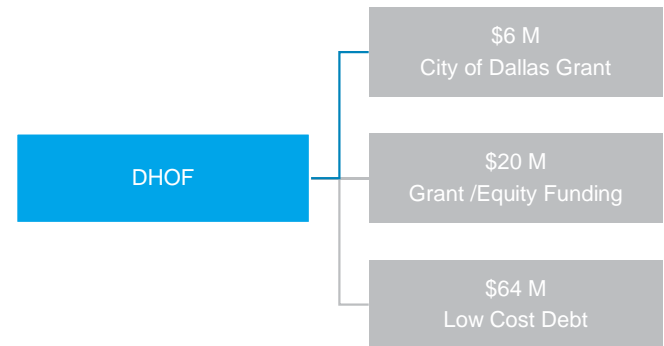 DHOF
$6 M
City of Dallas Grant
$20 M
Grant /Equity Funding
$64 M
Low Cost Debt